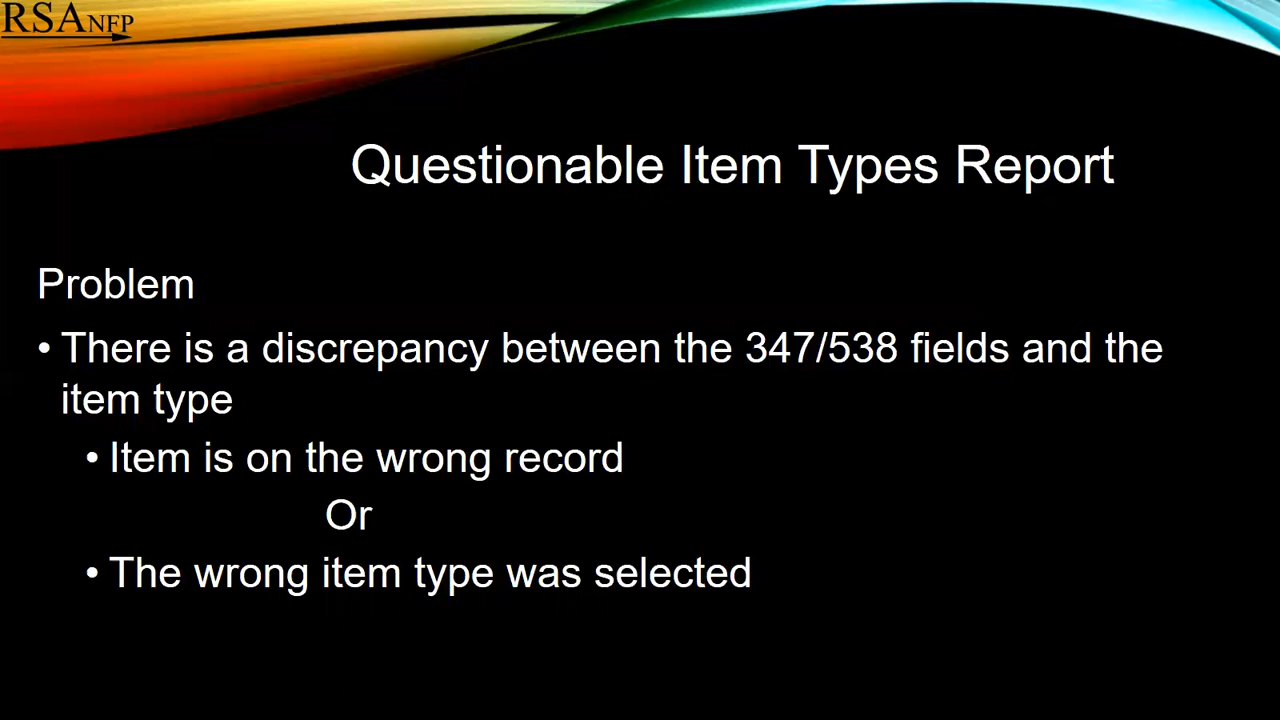 RSANFP
Questionable Item Types Report
Problem
• There is a discrepancy between the 347/538 fields and the
item type
• Item is on the wrong record
Or
• The wrong item type was selected